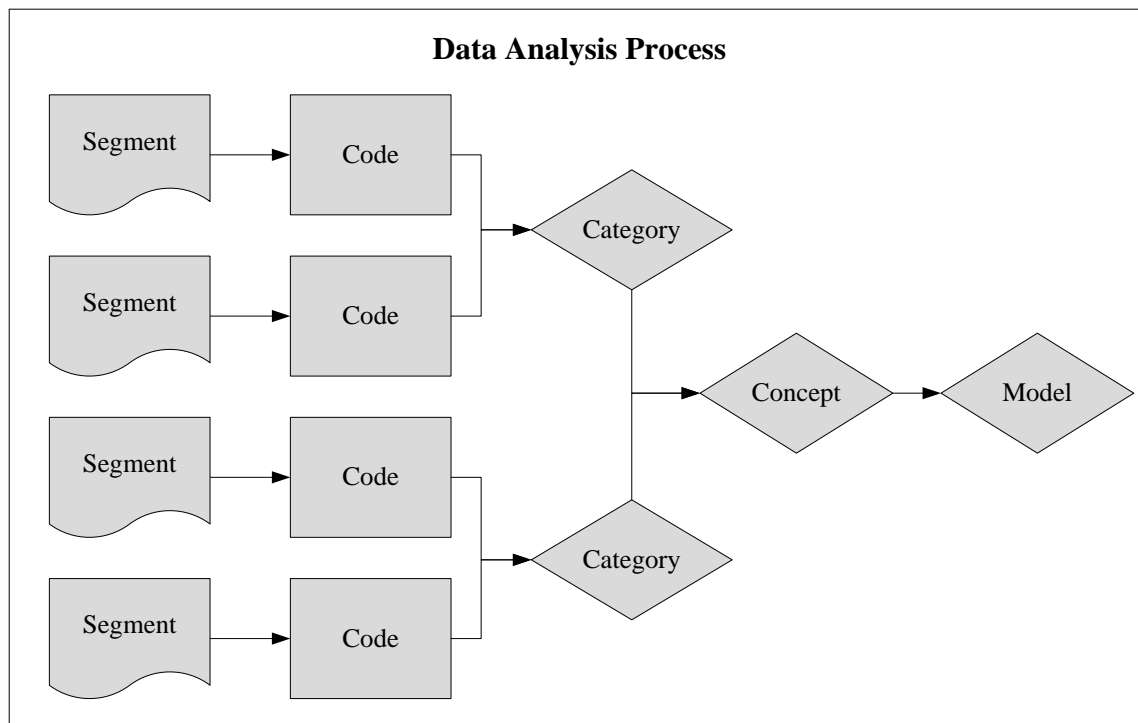 Data Analysis Process
Segment
Code
Category
Segment
Code
Concept
Model
Segment
Code
Category
Segment
Code